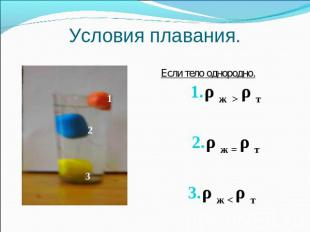 Условия плавания.
Если тело однородно.
1
1. ρ ж > ρ т
2
2. ρ ж = ρ т
3
3. ρ ж < ρ т